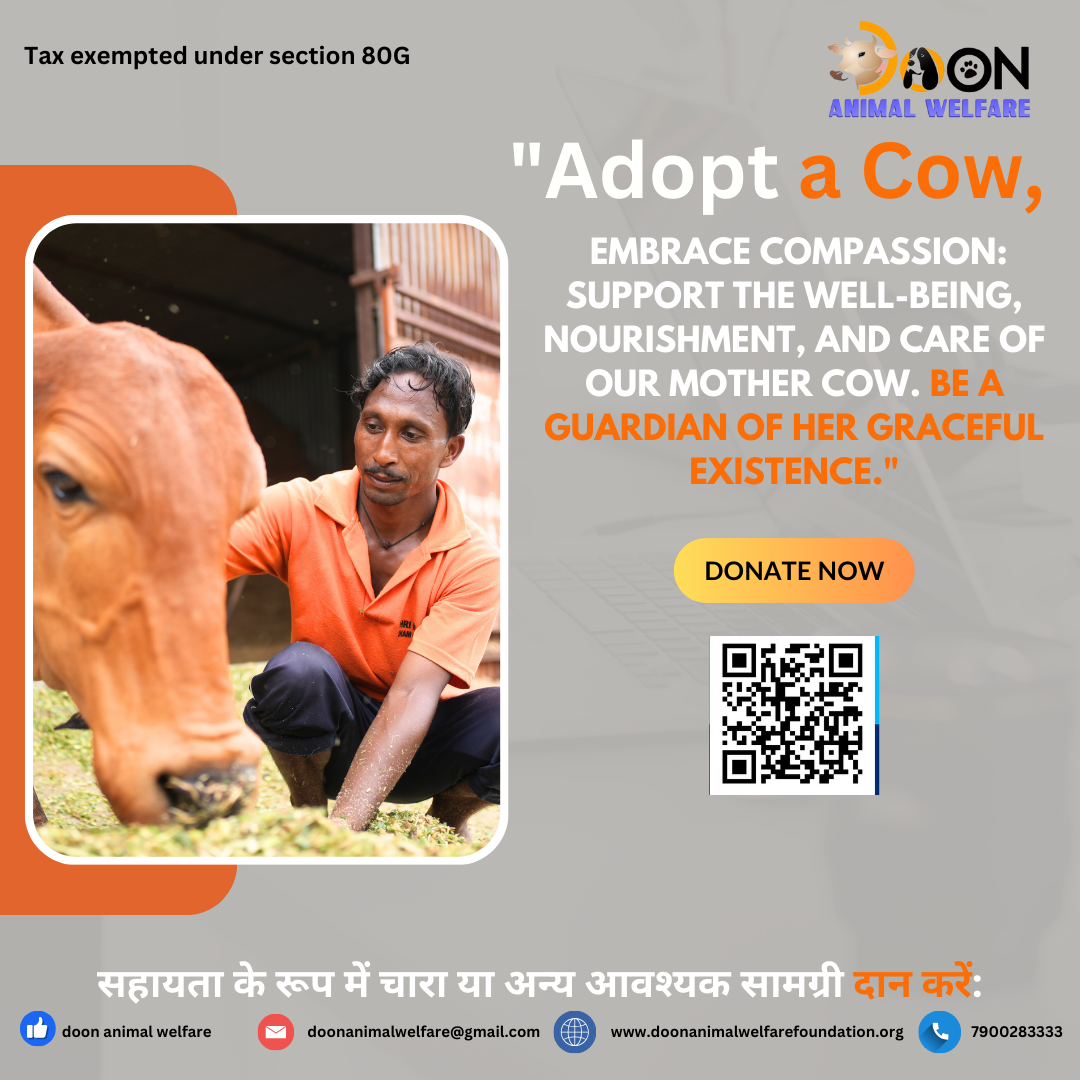 Tax exempted under section 80G
DOON
ANIMAL WELFARE
"Adopt a Cow,
EMBRACE COMPASSION:
SUPPORT THE WELL-BEING,
NOURISHMENT, AND CARE OF
OUR MOTHER COW. BE A
GUARDIAN OF HER GRACEFUL
EXISTENCE."
DONATE NOW
सहायता के रूप में चारा या अन्य आवश्यक सामग्री दान करें:
doon animal welfare
doonanimalwelfare@gmail.com
www.doonanimalwelfarefoundation.org
7900283333